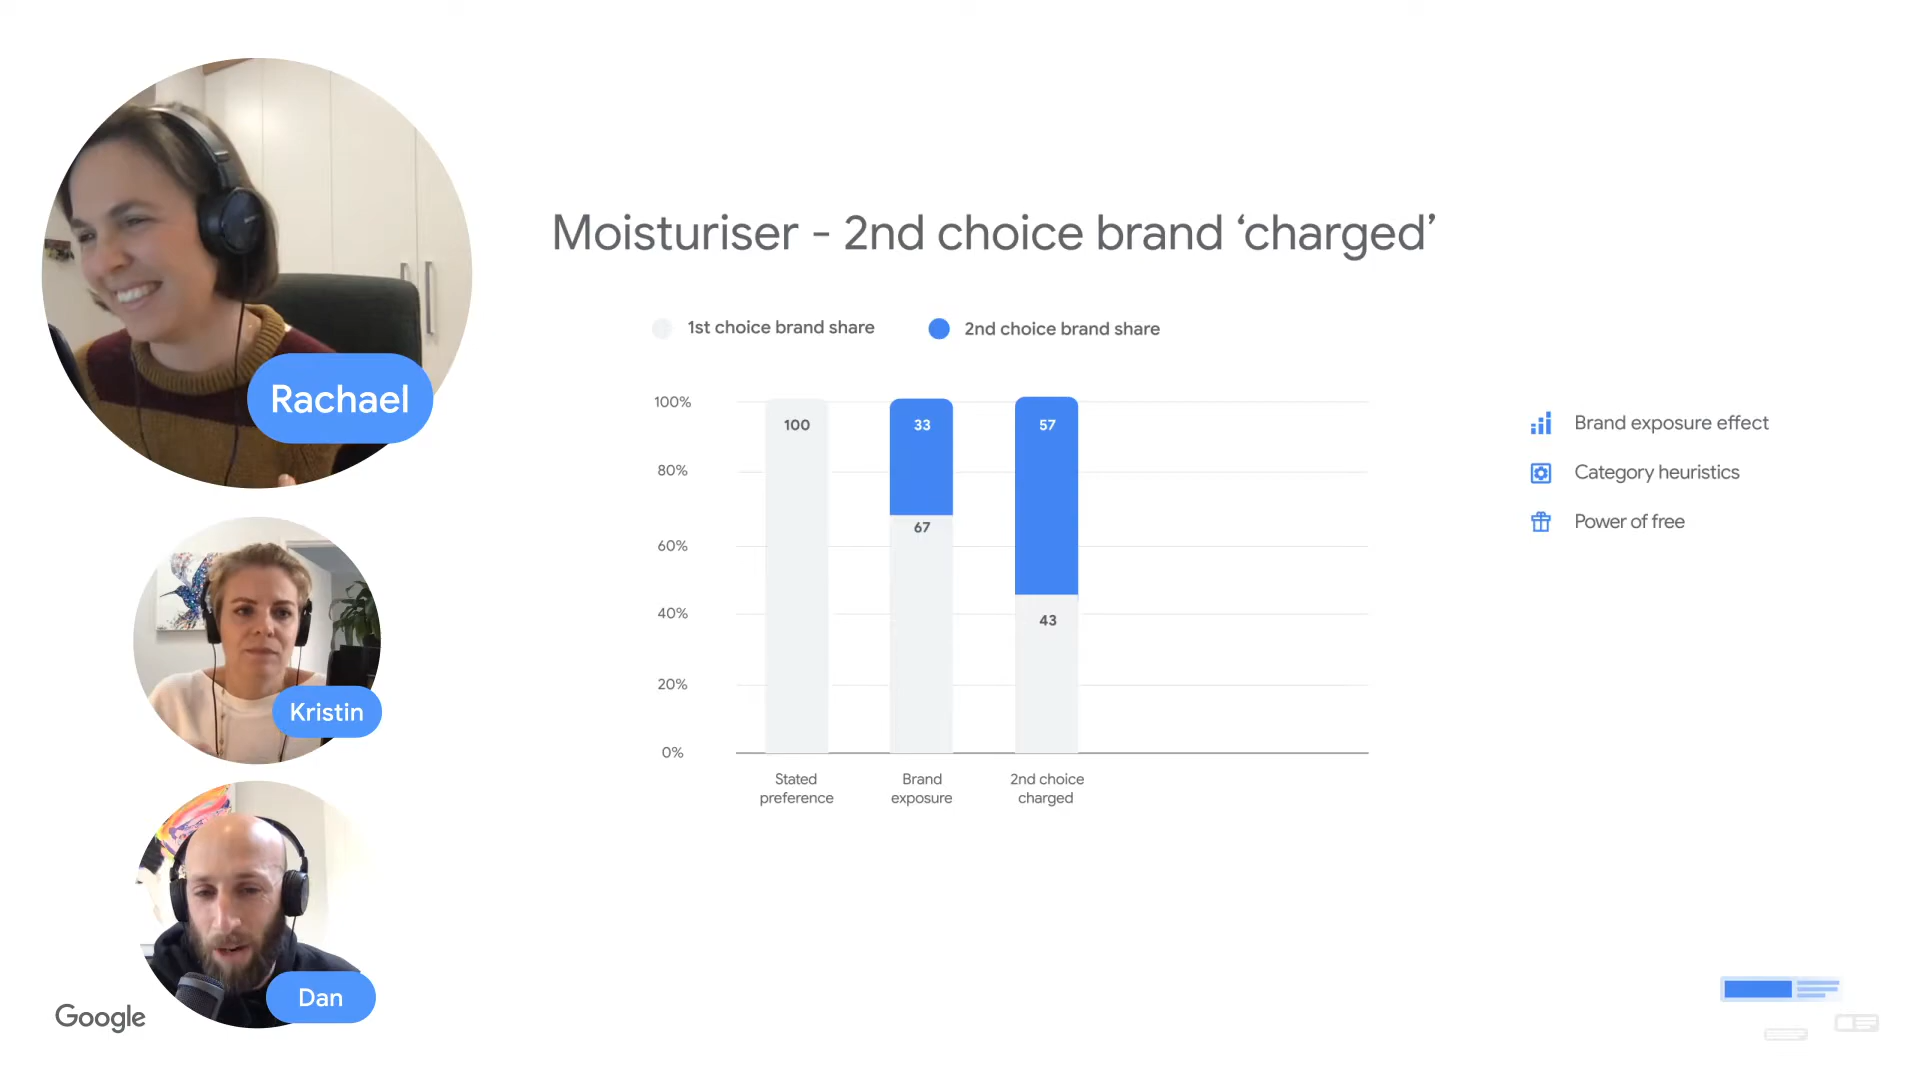 Moisturiser - 2nd choice brand ‘charged’
1st choice brand share
2nd choice brand share
100%
80%
60%
40%
20%
0%
100
33
67
57
43
Stated
preference
Brand
exposure
2nd choice
charged
Brand exposure effect
Category heuristics
Power of free
Rachael
Kristin
Dan
Google